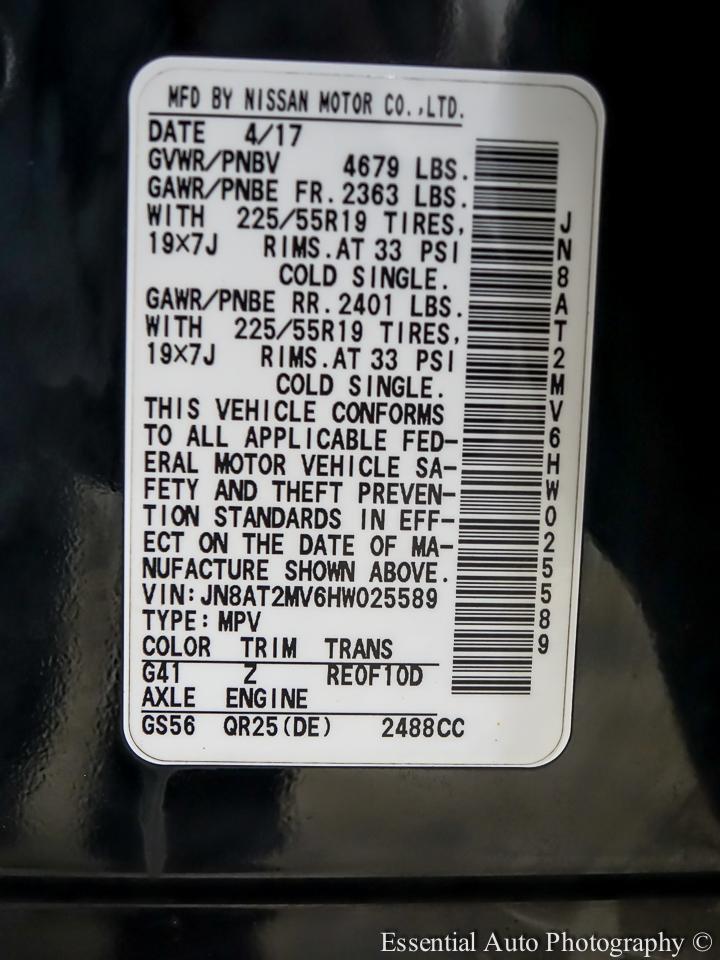 MFD BY NISSAN MOTOR CO.,LTD.
DATE 4/17
GVWR/PNBV 4679 LBS.
GAWR/PNBE FR. 2363 LBS.
WITH 225/55R19 TIRES,
19×7J RIMS. AT 33 PSI
COLD SINGLE.
GAWR/PNBE RR. 2401 LBS.
WITH 225/55R19 TIRES,
19×7J RIMS. AT 33 PSI
COLD SINGLE.
THIS VEHICLE CONFORMS
TO ALL APPLICABLE FED-
ERAL MOTOR VEHICLE SA-
FETY AND THEFT PREVEN-
TION STANDARDS IN EFF-
ECT ON THE DATE OF MA-
NUFACTURE SHOWN ABOVE.
VIN: JN8AT2MV6HW025589
TYPE: MPV
COLOR TRIM TRANS
G41 Z RE0F10D
AXLE ENGINE
GS56 QR25(DE) 2488CC
JN8AT2MV6HW025589
Essential Auto Photography ©